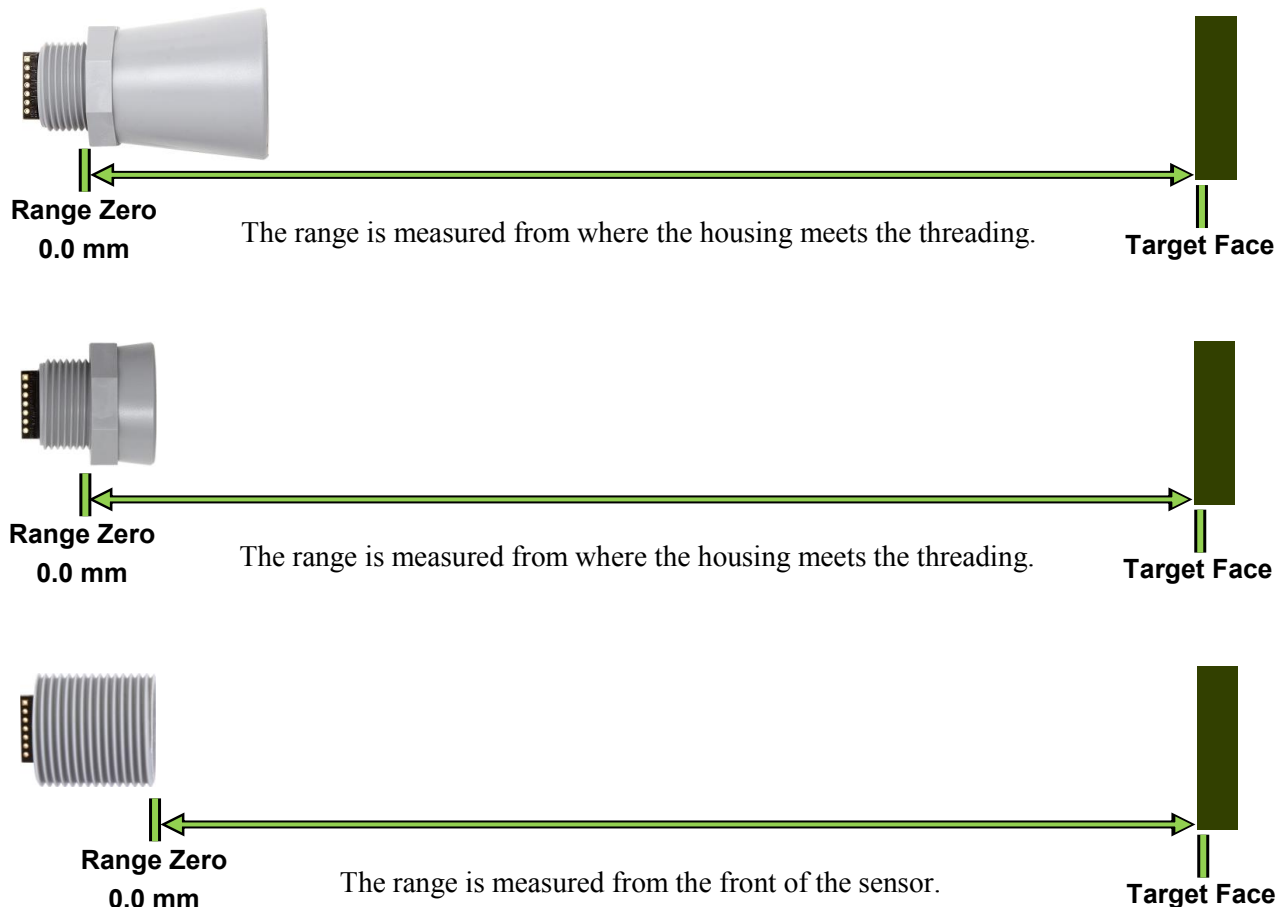 Range Zero
0.0 mm
The range is measured from where the housing meets the threading.
Target Face
Range Zero
0.0 mm
The range is measured from where the housing meets the threading.
Target Face
Range Zero
0.0 mm
The range is measured from the front of the sensor.
Target Face